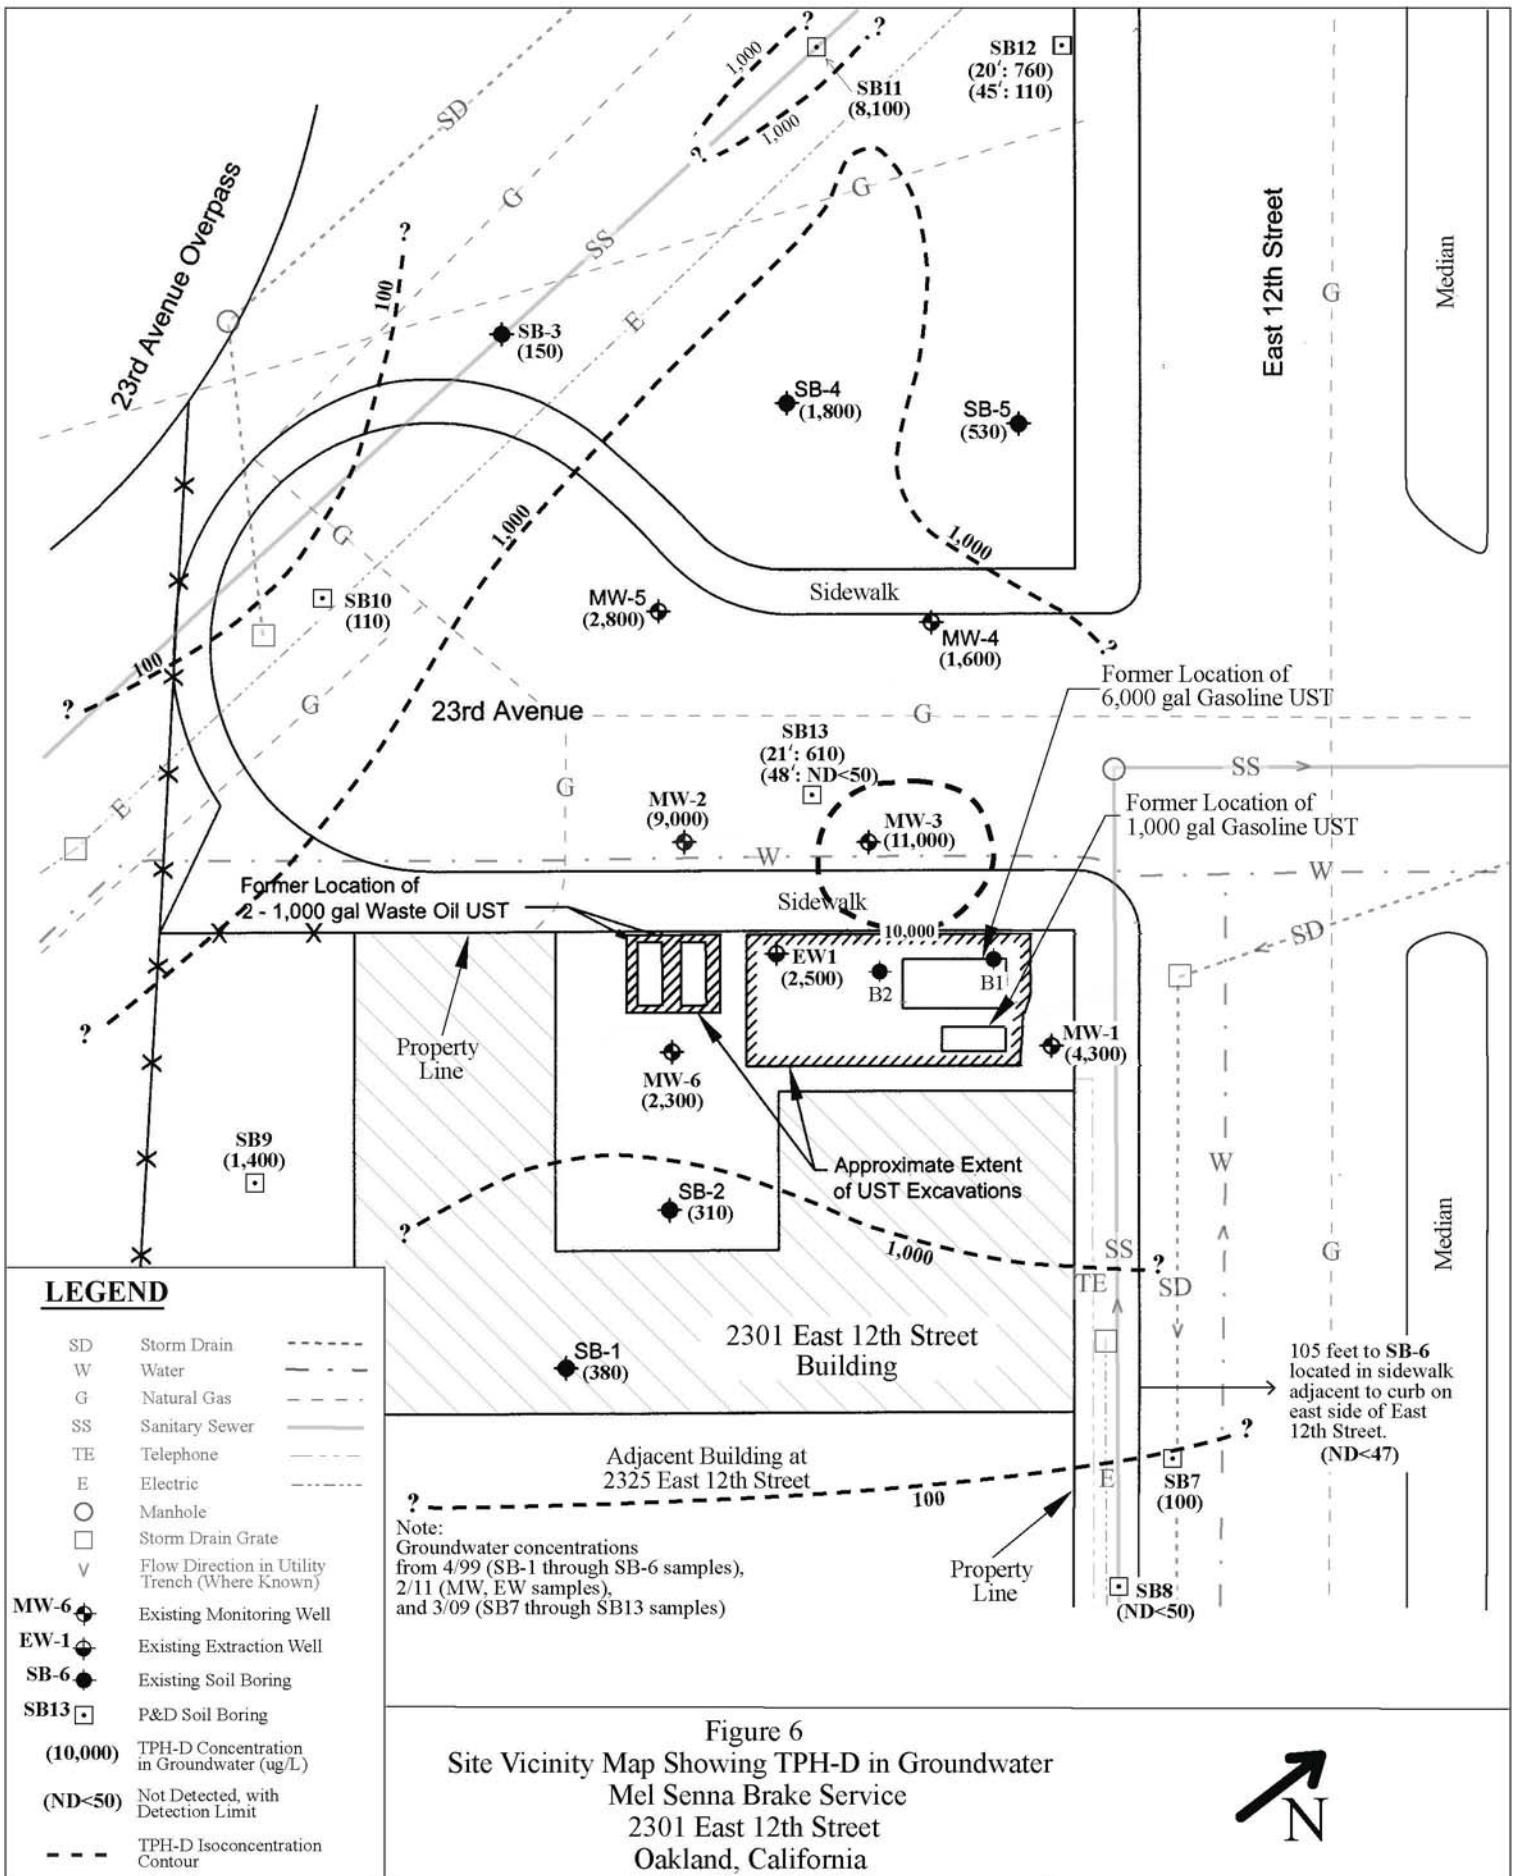 ?
?
1,000
SB11
(8,100)
1,000
?
SB12
(20′: 760)
(45′: 110)
SD
G
G
SS
E
23rd Avenue Overpass
?
100
SB-3
(150)
SB-4
(1,800)
SB-5
(530)
East 12th Street
G
Median
1,000
1,000
G
Sidewalk
SB10
(110)
MW-5
(2,800)
MW-4
(1,600)
?
100
?
G
23rd Avenue
G
Former Location of
6,000 gal Gasoline UST
SB13
(21′: 610)
(48′: ND<50)
SS
G
E
MW-2
(9,000)
MW-3
(11,000)
Former Location of
1,000 gal Gasoline UST
W
W
Former Location of
2 - 1,000 gal Waste Oil UST
Sidewalk
10,000
SD
EW1
(2,500)
B2
B1
?
Property
Line
MW-1
(4,300)
MW-6
(2,300)
SB9
(1,400)
Approximate Extent
of UST Excavations
W
SB-2
(310)
?
1,000
SS
?
TE
SD
G
Median
2301 East 12th Street
Building
SB-1
(380)
105 feet to SB-6
located in sidewalk
adjacent to curb on
east side of East
12th Street.
(ND<47)
Adjacent Building at
2325 East 12th Street
?
100
?
E
SB7
(100)
Property
Line
SB8
(ND<50)
Note:
Groundwater concentrations
from 4/99 (SB-1 through SB-6 samples),
2/11 (MW, EW samples),
and 3/09 (SB7 through SB13 samples)
LEGEND
SD Storm Drain
W Water
G Natural Gas
SS Sanitary Sewer
TE Telephone
E Electric
Manhole
Storm Drain Grate
Flow Direction in Utility
Trench (Where Known)
MW-6 Existing Monitoring Well
EW-1 Existing Extraction Well
SB-6 Existing Soil Boring
SB13 P&D Soil Boring
(10,000) TPH-D Concentration
in Groundwater (ug/L)
(ND<50) Not Detected, with
Detection Limit
TPH-D Isoconcentration
Contour
Figure 6
Site Vicinity Map Showing TPH-D in Groundwater
Mel Senna Brake Service
2301 East 12th Street
Oakland, California
N